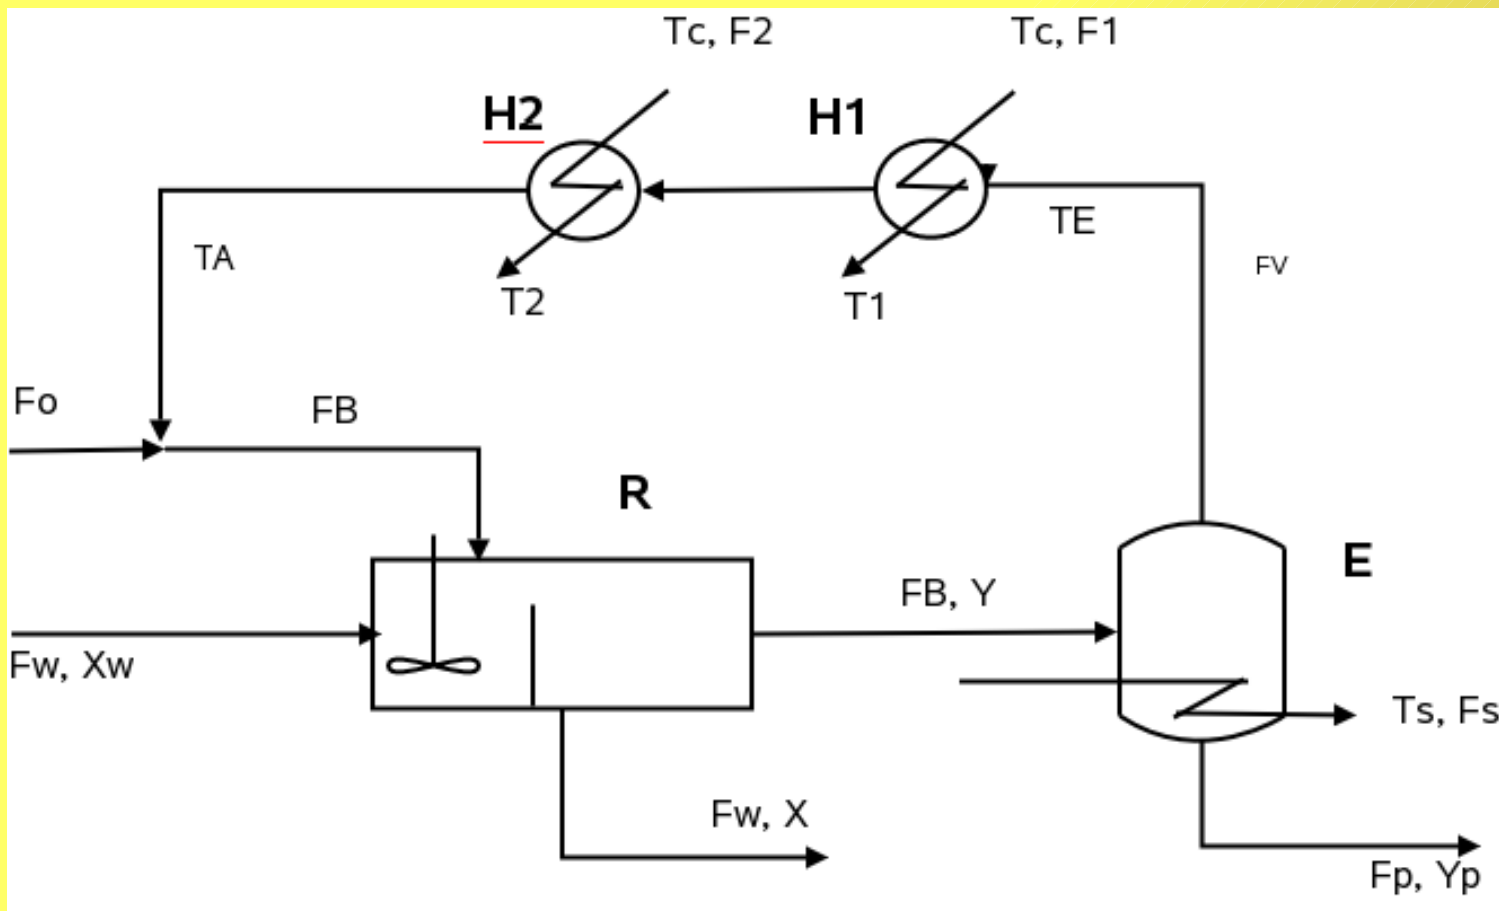 Tc, F2
Tc, F1
H2
H1
TE
TA
FV
T2
T1
Fo
FB
R
E
FB, Y
Fw, Xw
Ts, Fs
Fw, X
Fp, Yp